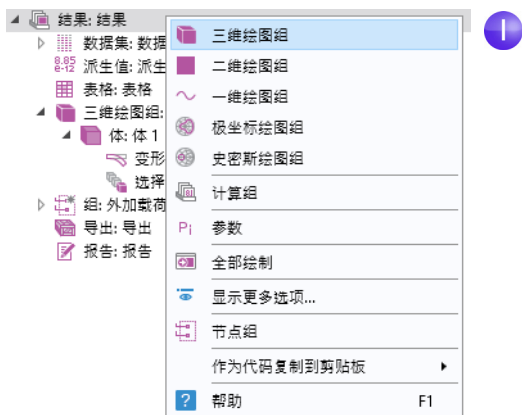 结果: 结果
数据集: 数据
8.85
e-12
派生值: 派生
表格: 表格
三维绘图组:
体: 体 1
变形
选择
组: 外加载荷
导出: 导出
报告: 报告
三维绘图组
二维绘图组
一维绘图组
极坐标绘图组
史密斯绘图组
计算组
Pi 参数
全部绘制
显示更多选项...
节点组
作为代码复制到剪贴板
? 帮助 F1
I